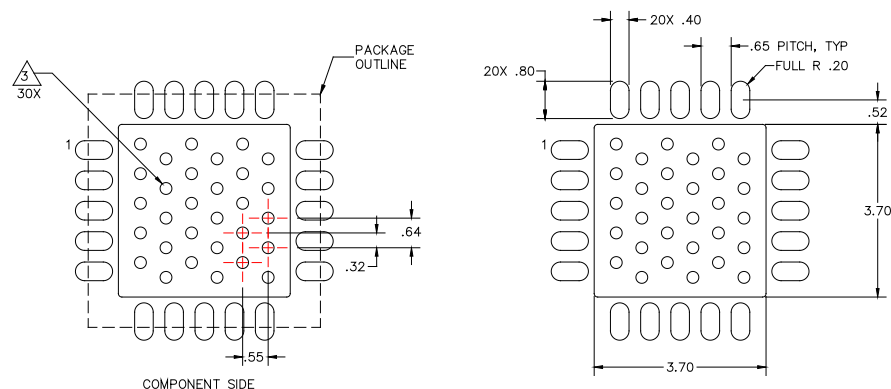 PACKAGE
OUTLINE
3
30X
1
.64
.32
.55
COMPONENT SIDE
20X .40
.65 PITCH, TYP
FULL R .20
20X .80
.52
1
3.70
3.70